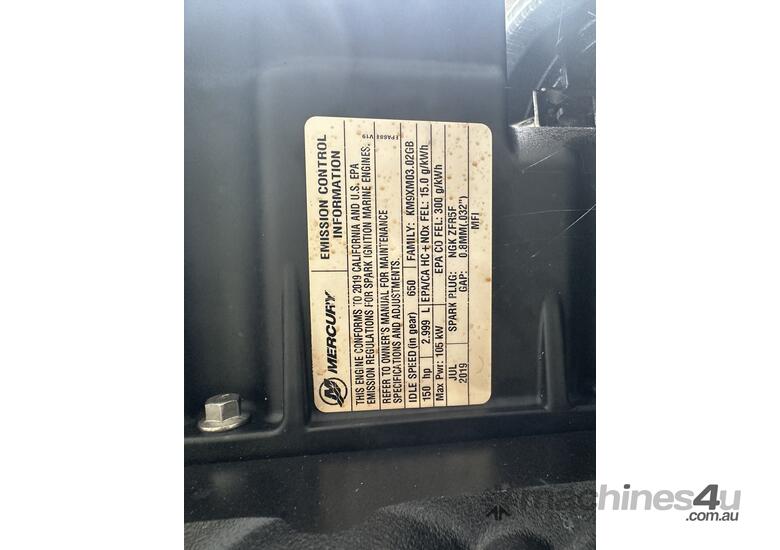 MERCURY
EMISSION CONTROL
INFORMATION
EPA88E V19
THIS ENGINE CONFORMS TO 2019 CALIFORNIA AND U.S. EPA
EMISSION REGULATIONS FOR SPARK IGNITION MARINE ENGINES.
REFER TO OWNER'S MANUAL FOR MAINTENANCE
SPECIFICATIONS AND ADJUSTMENTS.
IDLE SPEED (in gear) 650 FAMILY: KM9XM03.02GB
150 hp 2.999 L EPA/CA HC+NOx FEL: 15.0 g/kWh
Max Pwr: 105 kW EPA CO FEL: 300 g/kWh
JUL SPARK PLUG: NGK ZFR5F
2019 GAP: 0.8MM(.032")
MFI
machines4u
.com.au